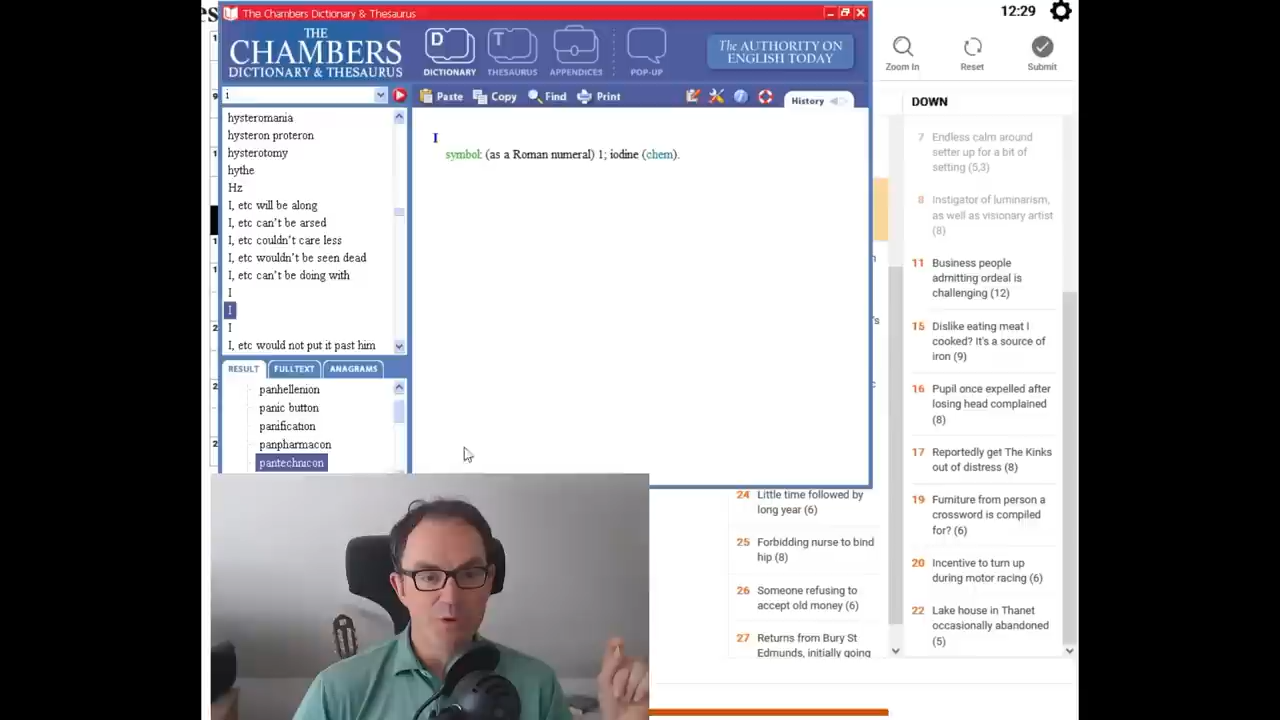 es
The Chambers Dictionary & Thesaurus
THE
CHAMBERS
DICTIONARY & THESAURUS
D
DICTIONARY
T
THESAURUS
APPENDICES
POP-UP
The AUTHORITY ON
ENGLISH TODAY
12:29
Zoom In
Reset
Submit
i
Paste
Copy
Find
Print
i
History
hysteromania
hysteron proteron
hysterotomy
hythe
Hz
I, etc will be along
I, etc can't be arsed
I, etc couldn't care less
I, etc wouldn't be seen dead
I, etc can't be doing with
I
I
I
I, etc would not put it past him
RESULT
FULLTEXT
ANAGRAMS
panhellenion
panic button
panification
panpharmacon
pantechnicon
I
symbol: (as a Roman numeral) 1; iodine (chem).
24 Little time followed by
long year (6)
25 Forbidding nurse to bind
hip (8)
26 Someone refusing to
accept old money (6)
27 Returns from Bury St
Edmunds, initially going
DOWN
7 Endless calm around
setter up for a bit of
setting (5,3)
8 Instigator of luminarism,
as well as visionary artist
(8)
11 Business people
admitting ordeal is
challenging (12)
15 Dislike eating meat I
cooked? It's a source of
iron (9)
16 Pupil once expelled after
losing head complained
(8)
17 Reportedly get The Kinks
out of distress (8)
19 Furniture from person a
crossword is compiled
for? (6)
20 Incentive to turn up
during motor racing (6)
22 Lake house in Thanet
occasionally abandoned
(5)